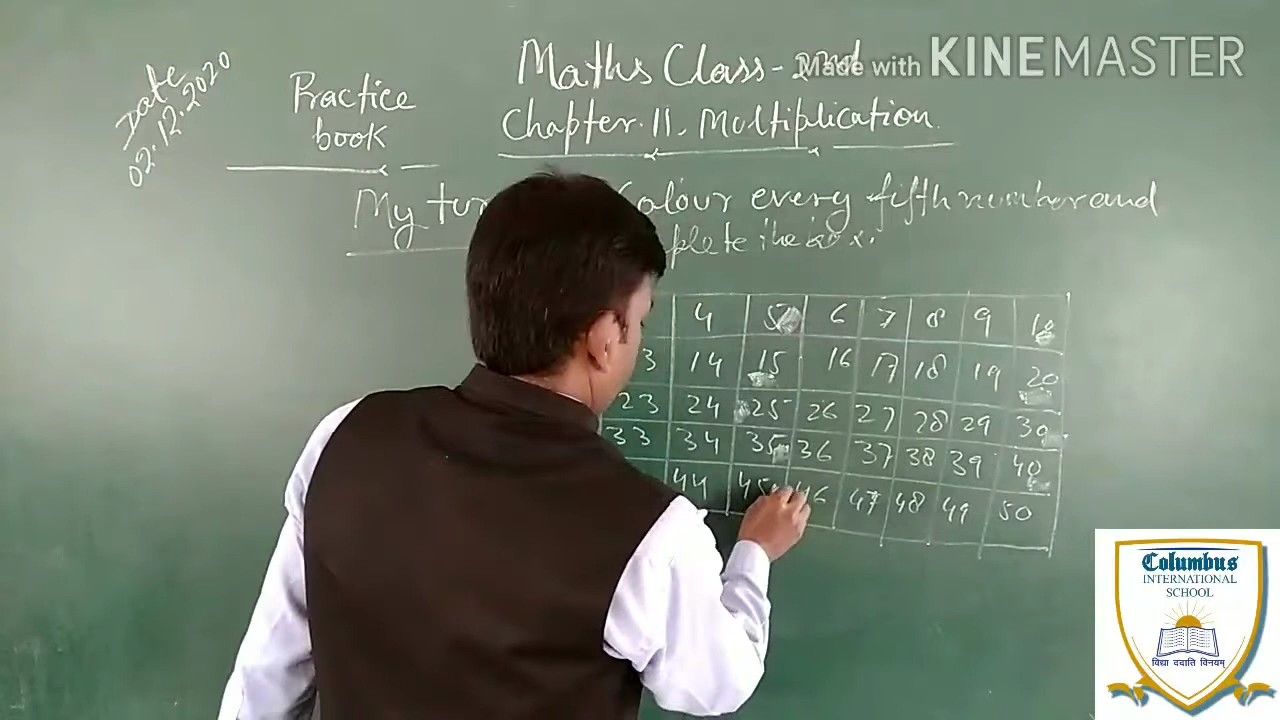 Made with KINEMASTER
Maths Class - 2nd
Date
02.12.2020
Practice
book
Chapter. 11. Multiplication.
My Colour every fifth number and
the box.
4 5 6 7 8 9 10
3 14 15 16 17 18 19 20
23 24 25 26 27 28 29 30
33 34 35 36 37 38 39 40
44 45 46 47 48 49 50
Columbus
INTERNATIONAL
SCHOOL
विद्या ददाति विनयम्